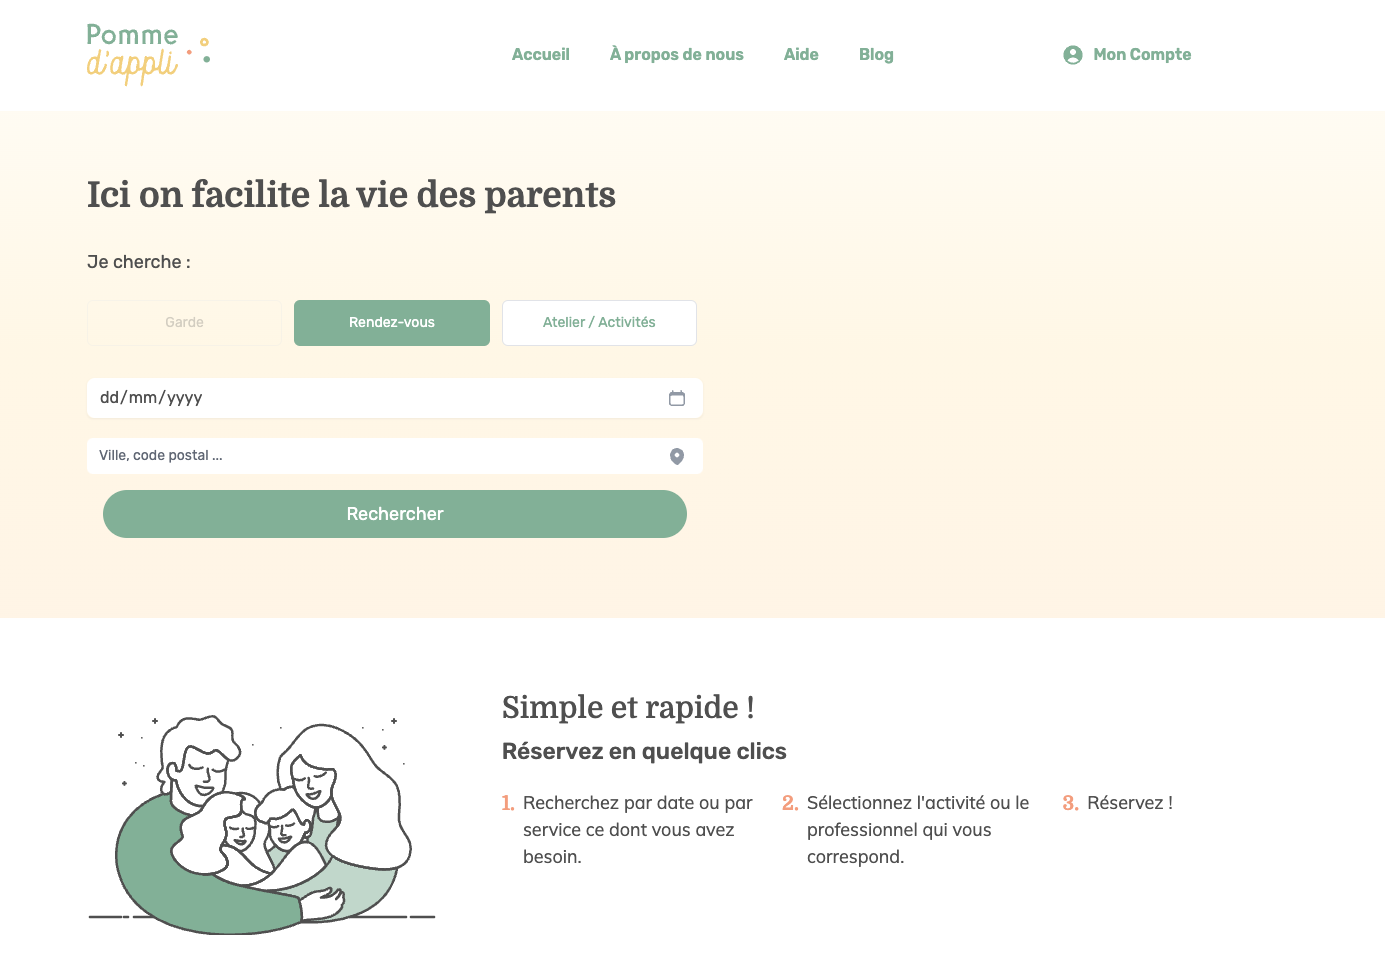 Pomme
d'appli
Accueil
À propos de nous
Aide
Blog
Mon Compte
Ici on facilite la vie des parents
Je cherche :
Garde
Rendez-vous
Atelier / Activités
dd/mm/yyyy
Ville, code postal ...
Rechercher
Simple et rapide !
Réservez en quelque clics
1. Recherchez par date ou par
service ce dont vous avez
besoin.
2. Sélectionnez l'activité ou le
professionnel qui vous
correspond.
3. Réservez !